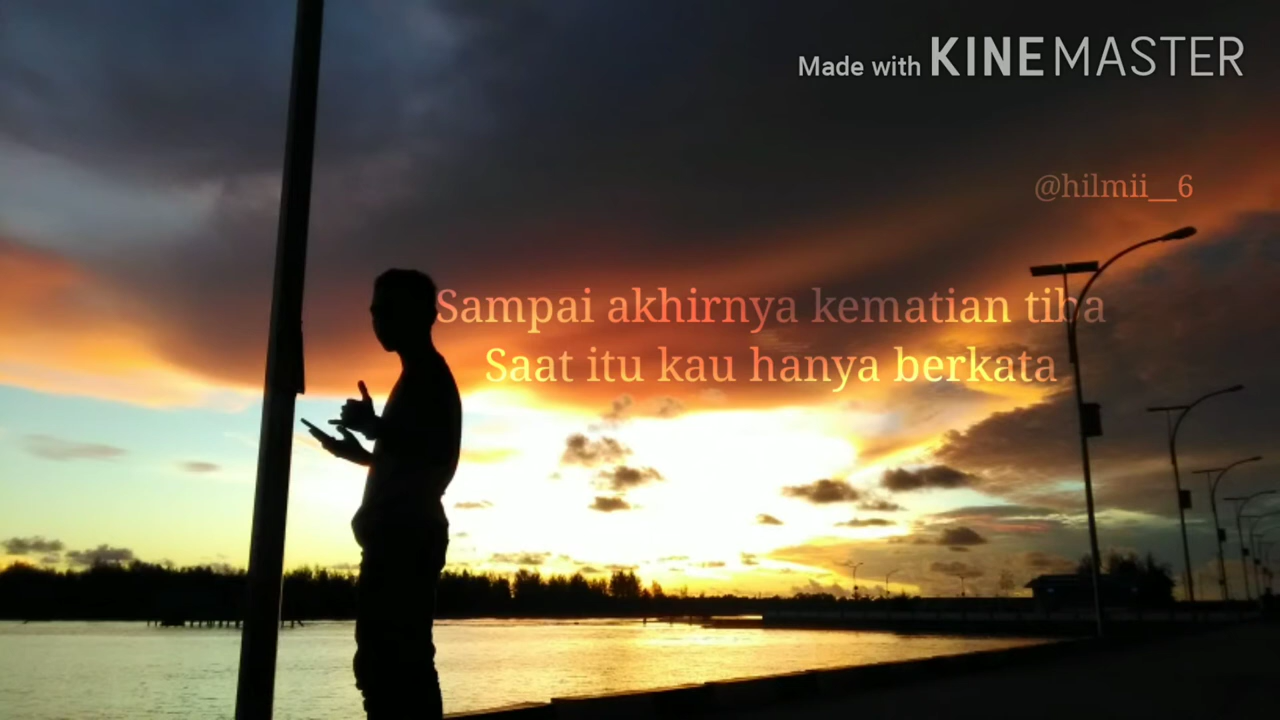 Made with KINEMASTER
@hilmii__6
Sampai akhirnya kematian tiba
Saat itu kau hanya berkata